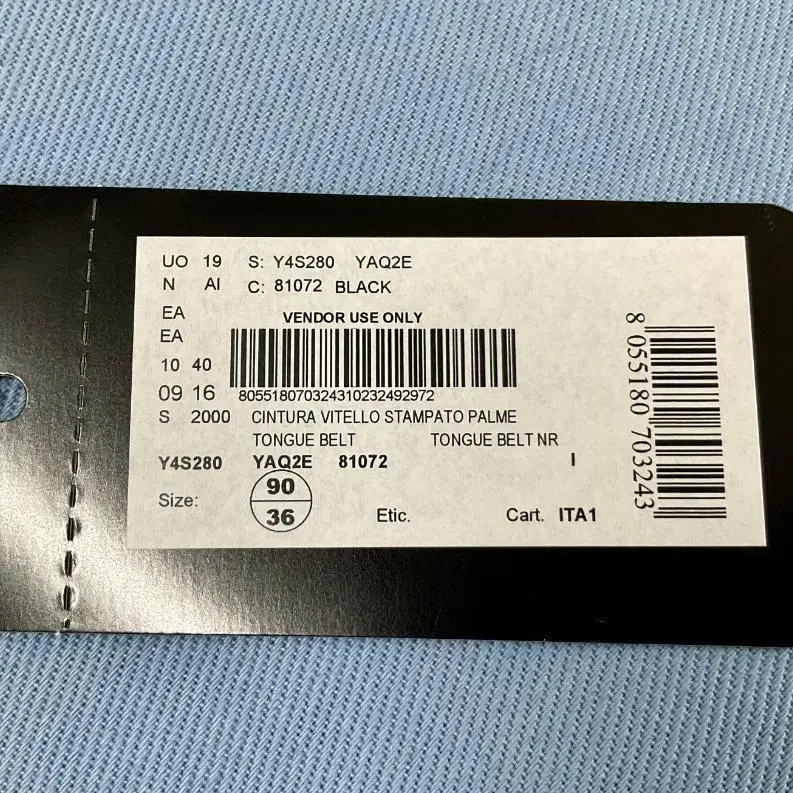 UO 19 S: Y4S280 YAQ2E
N AI C: 81072 BLACK
EA
VENDOR USE ONLY
EA
10 40
09 16
805518070324310232492972
S 2000 CINTURA VITELLO STAMPATO PALME
TONGUE BELT TONGUE BELT NR
Y4S280 YAQ2E 81072 I
Size: 90
36
Etic. Cart. ITA1
8 055180 703243